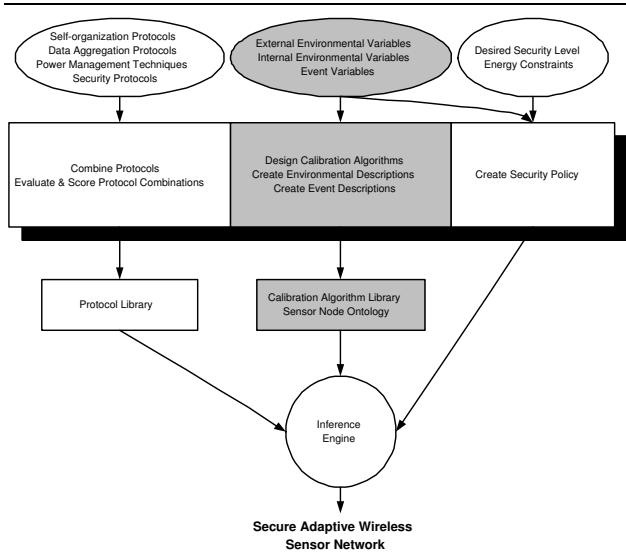 Self-organization Protocols
Data Aggregation Protocols
Power Management Techniques
Security Protocols
External Environmental Variables
Internal Environmental Variables
Event Variables
Desired Security Level
Energy Constraints
Combine Protocols
Evaluate & Score Protocol Combinations
Design Calibration Algorithms
Create Environmental Descriptions
Create Event Descriptions
Create Security Policy
Protocol Library
Calibration Algorithm Library
Sensor Node Ontology
Inference
Engine
Secure Adaptive Wireless
Sensor Network